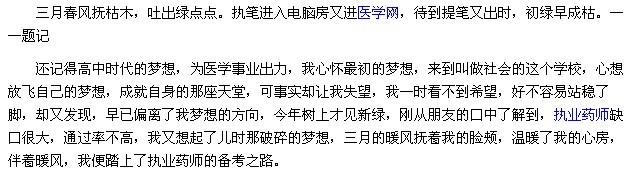 三月春风抚枯木，吐出绿点点。执笔进入电脑房又进医学网，待到提笔又出时，初绿早成枯。一
一题记
还记得高中时代的梦想，为医学事业出力，我心怀最初的梦想，来到叫做社会的这个学校，心想
放飞自己的梦想，成就自身的那座天堂，可事实却让我失望，我一时看不到希望，好不容易站稳了
脚，却又发现，早已偏离了我梦想的方向，今年树上才见新绿，刚从朋友的口中了解到，执业药师缺
口很大，通过率不高，我又想起了儿时那破碎的梦想，三月的暖风抚着我的脸颊，温暖了我的心房，
伴着暖风，我便踏上了执业药师的备考之路。